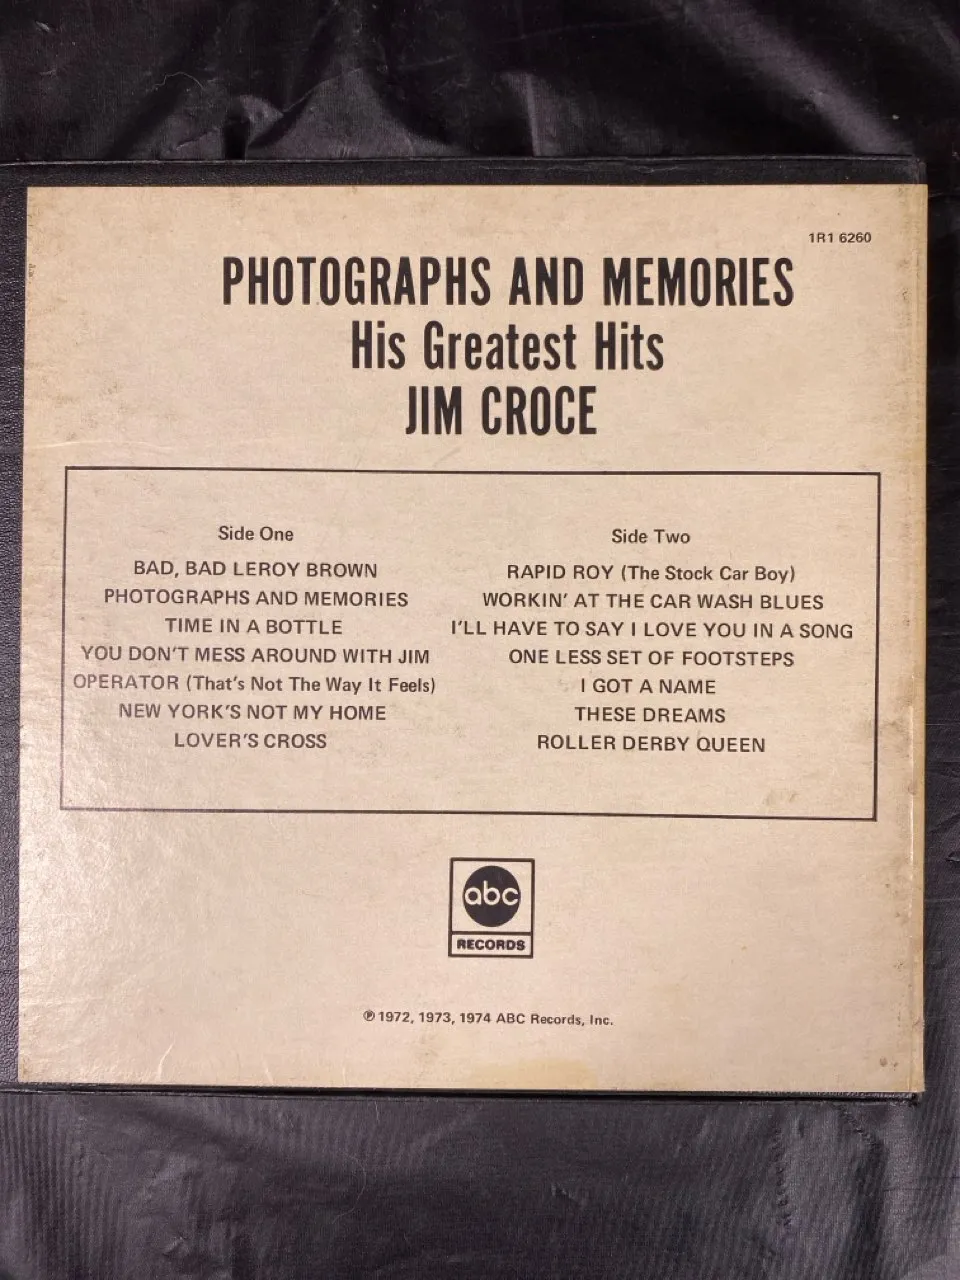 1R1 6260
PHOTOGRAPHS AND MEMORIES
His Greatest Hits
JIM CROCE
Side One
BAD, BAD LEROY BROWN
PHOTOGRAPHS AND MEMORIES
TIME IN A BOTTLE
YOU DON'T MESS AROUND WITH JIM
OPERATOR (That's Not The Way It Feels)
NEW YORK'S NOT MY HOME
LOVER'S CROSS
Side Two
RAPID ROY (The Stock Car Boy)
WORKIN' AT THE CAR WASH BLUES
I'LL HAVE TO SAY I LOVE YOU IN A SONG
ONE LESS SET OF FOOTSTEPS
I GOT A NAME
THESE DREAMS
ROLLER DERBY QUEEN
abc
RECORDS
℗ 1972, 1973, 1974 ABC Records, Inc.